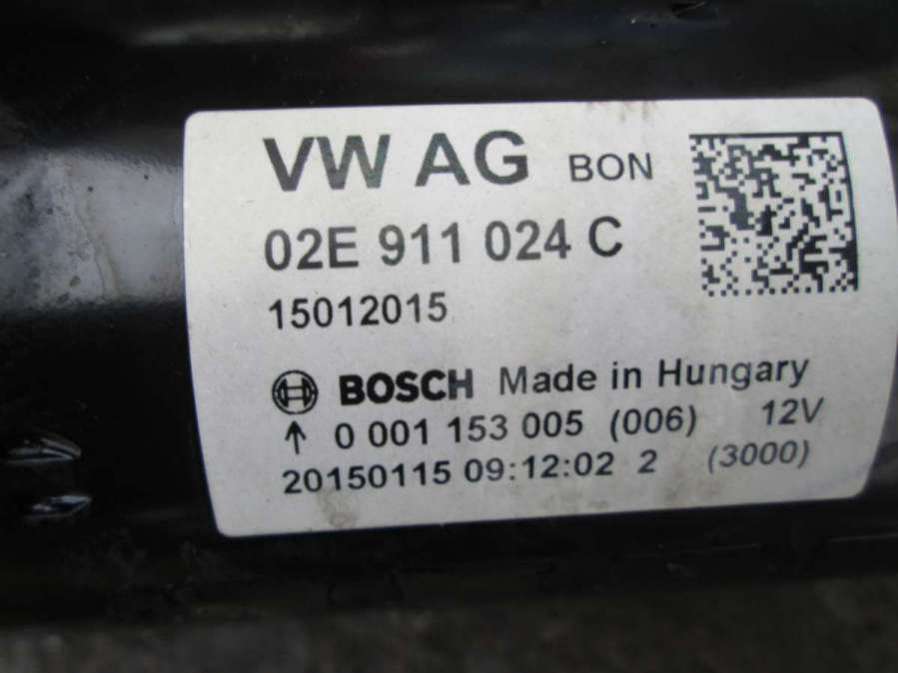 VW AG BON
02E 911 024 C
15012015
BOSCH Made in Hungary
↑ 0 001 153 005 (006) 12V
20150115 09:12:02 2 (3000)